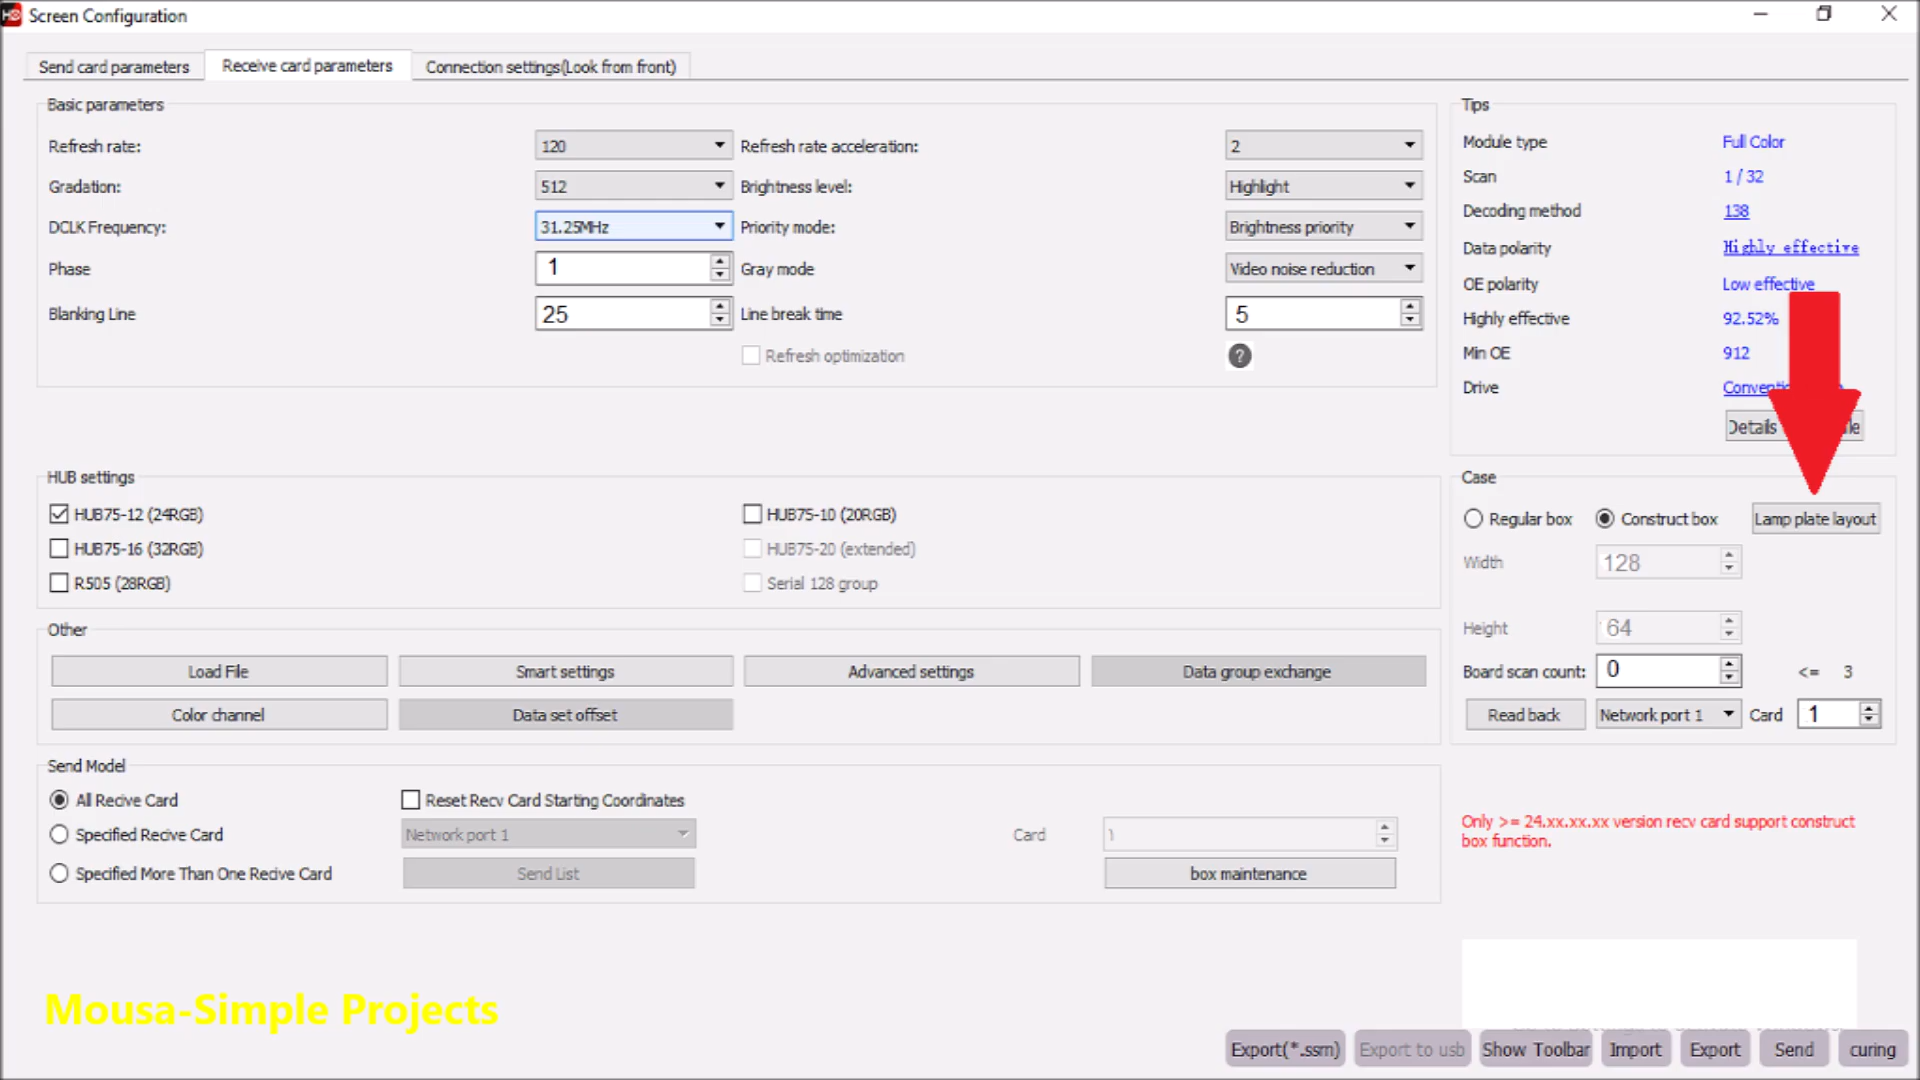 Screen Configuration
Send card parameters
Receive card parameters
Connection settings(Look from front)
Basic parameters
Refresh rate:
120
Refresh rate acceleration:
2
Gradation:
512
Brightness level:
Highlight
DCLK Frequency:
31.25MHz
Priority mode:
Brightness priority
Phase
1
Gray mode
Video noise reduction
Blanking Line
25
Line break time
5
Refresh optimization
?
Tips
Module type
Full Color
Scan
1 / 32
Decoding method
138
Data polarity
Highly effective
OE polarity
Low effective
Highly effective
92.52%
Min OE
912
Drive
Details
HUB settings
HUB75-12 (24RGB)
HUB75-10 (20RGB)
HUB75-16 (32RGB)
HUB75-20 (extended)
R505 (28RGB)
Serial 128 group
Case
Regular box
Construct box
Lamp plate layout
Width
128
Height
64
Board scan count:
0
<= 3
Read back
Network port 1
Card
1
Other
Load File
Smart settings
Advanced settings
Data group exchange
Color channel
Data set offset
Send Model
All Recive Card
Reset Recv Card Starting Coordinates
Specified Recive Card
Network port 1
Card
1
Specified More Than One Recive Card
Send List
box maintenance
Only >= 24.xx.xx.xx version recv card support construct
box function.
Mousa-Simple Projects
Export(*.ssm)
Export to usb
Show Toolbar
Import
Export
Send
curing